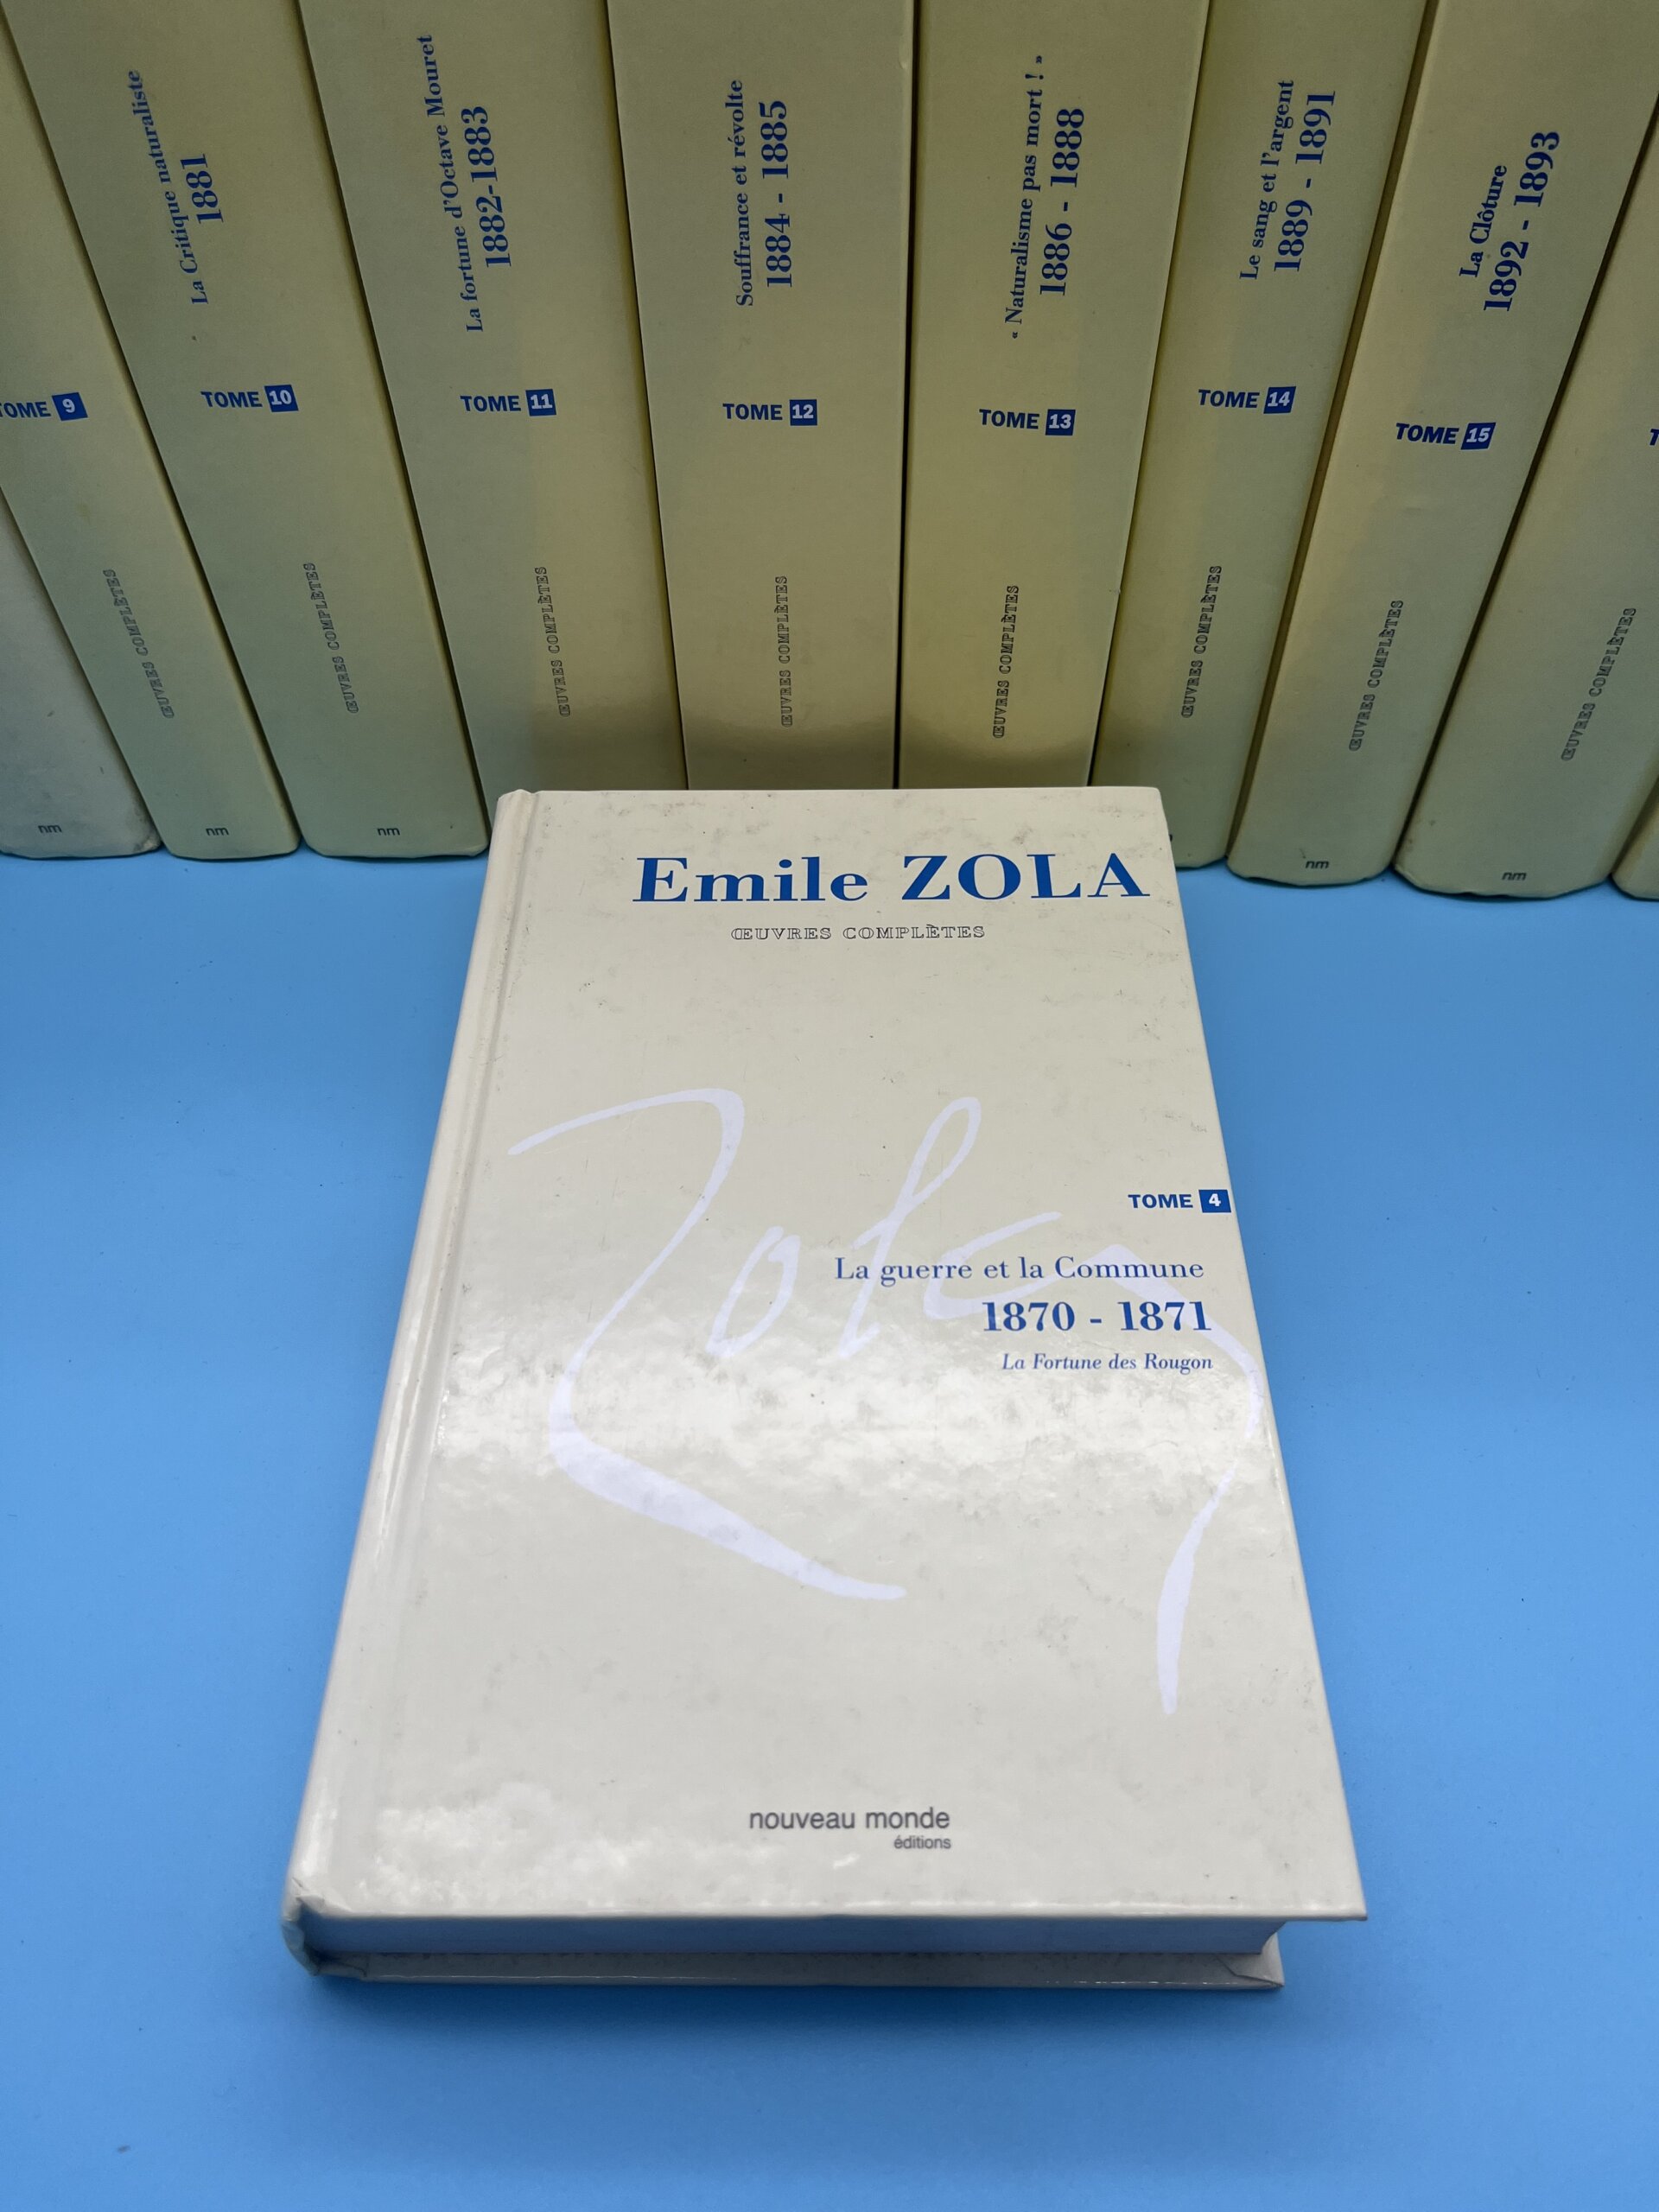 TOME 9
ŒUVRES COMPLÈTES
nm
La Critique naturaliste
1881
TOME 10
ŒUVRES COMPLÈTES
nm
La fortune d'Octave Mouret
1882-1883
TOME 11
ŒUVRES COMPLÈTES
nm
Souffrance et révolte
1884 - 1885
TOME 12
ŒUVRES COMPLÈTES
« Naturalisme pas mort ! »
1886 - 1888
TOME 13
ŒUVRES COMPLÈTES
Le sang et l'argent
1889 - 1891
TOME 14
ŒUVRES COMPLÈTES
La Clôture
1892 - 1893
TOME 15
ŒUVRES COMPLÈTES
nm
ŒUVRES COMPLÈTES
nm
Emile ZOLA
ŒUVRES COMPLÈTES
Zola
TOME 4
La guerre et la Commune
1870 - 1871
La Fortune des Rougon
nouveau monde
éditions